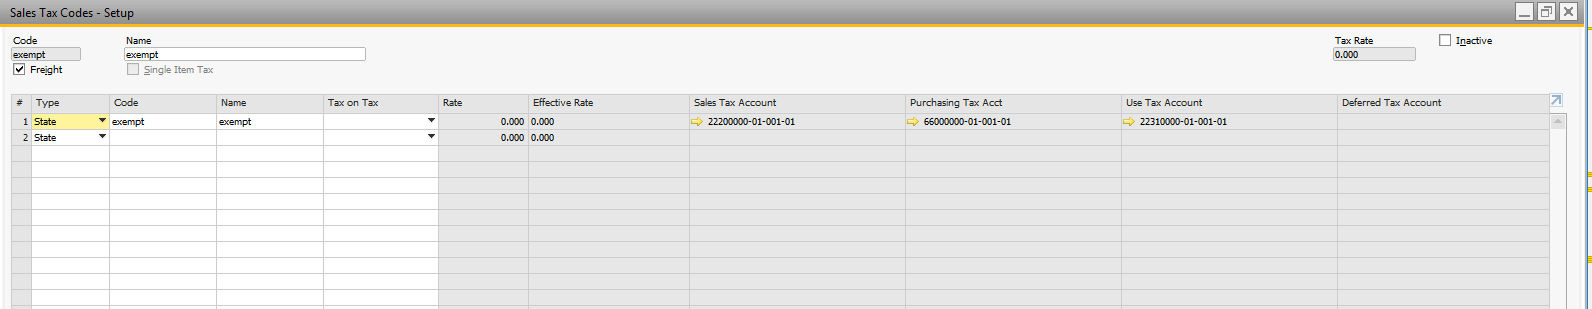 Sales Tax Codes - Setup
Code Name Tax Rate Inactive
exempt exempt 0.000
Freight Single Item Tax
# Type Code Name Tax on Tax Rate Effective Rate Sales Tax Account Purchasing Tax Acct Use Tax Account Deferred Tax Account
1 State exempt exempt 0.000 0.000 22200000-01-001-01 66000000-01-001-01 22310000-01-001-01
2 State 0.000 0.000